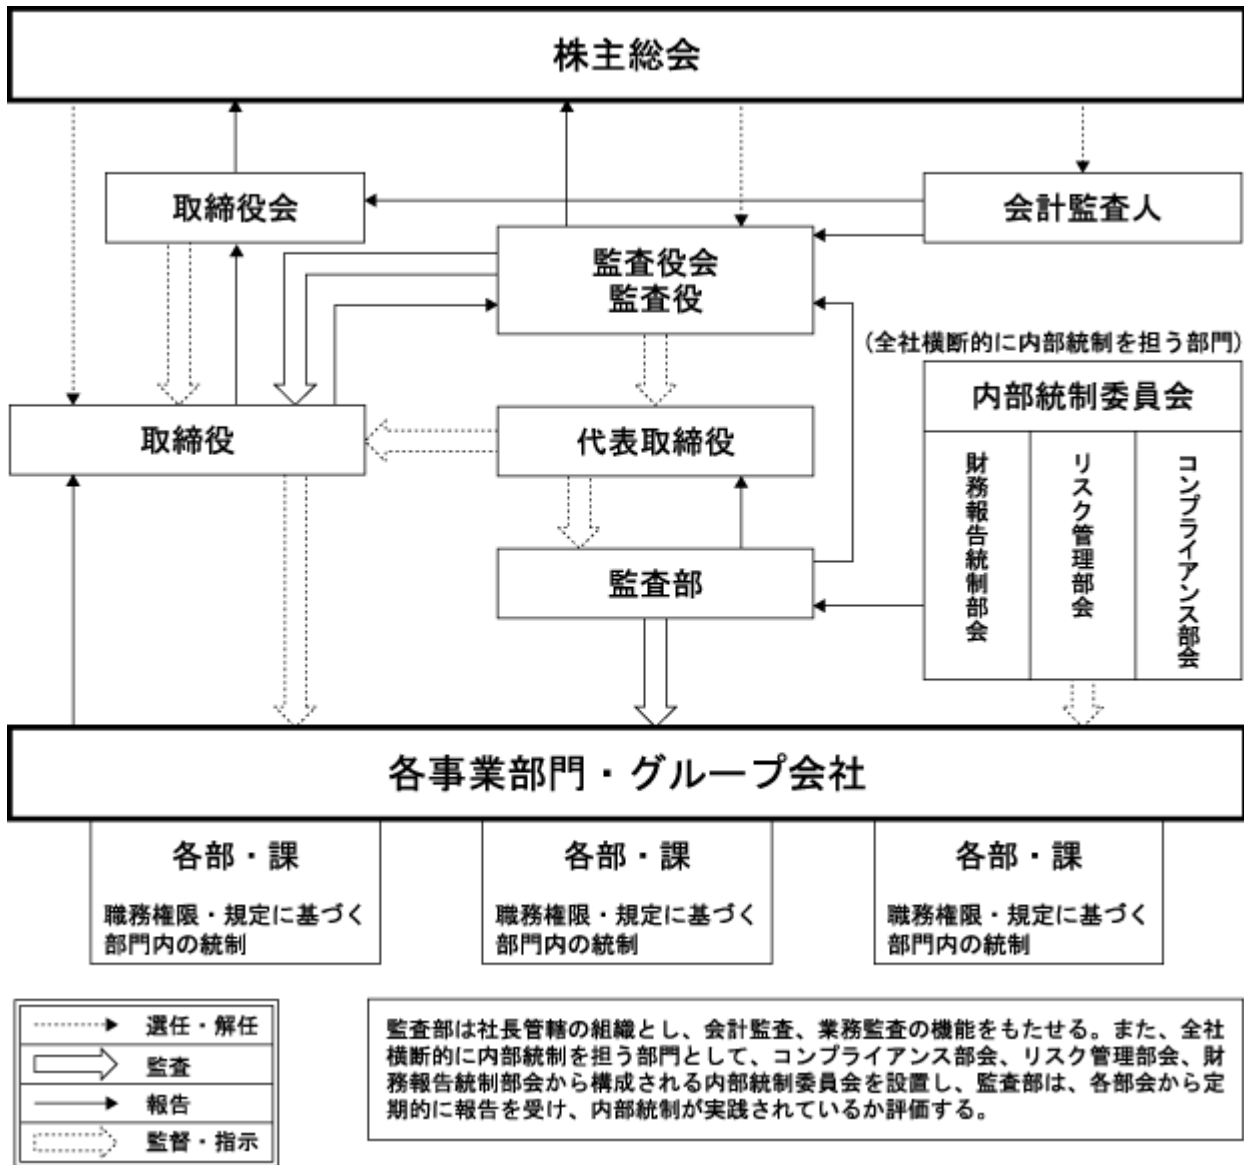 株主総会
取締役会
会計監査人
監査役会
監査役
(全社横断的に内部統制を担う部門)
内部統制委員会
取締役
代表取締役
財務報告統制部会
リスク管理部会
コンプライアンス部会
監査部
各事業部門・グループ会社
各部・課
職務権限・規定に基づく
部門内の統制
各部・課
職務権限・規定に基づく
部門内の統制
各部・課
職務権限・規定に基づく
部門内の統制
選任・解任
監査
報告
監督・指示
監査部は社長管轄の組織とし、会計監査、業務監査の機能をもたせる。また、全社
横断的に内部統制を担う部門として、コンプライアンス部会、リスク管理部会、財
務報告統制部会から構成される内部統制委員会を設置し、監査部は、各部会から定
期的に報告を受け、内部統制が実践されているか評価する。